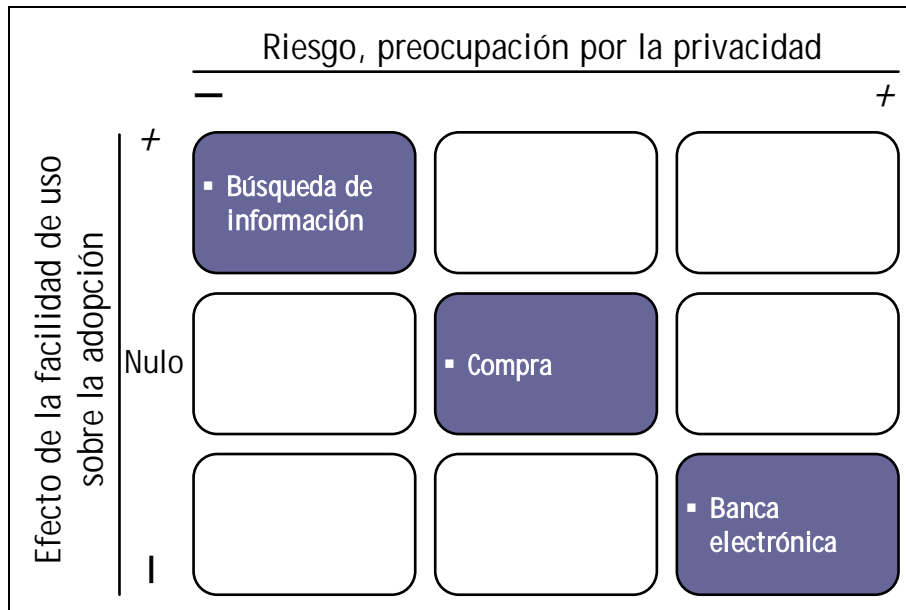 Riesgo, preocupación por la privacidad
– +
Efecto de la facilidad de uso
sobre la adopción
+
▪ Búsqueda de
información
Nulo
▪ Compra
–
▪ Banca
electrónica